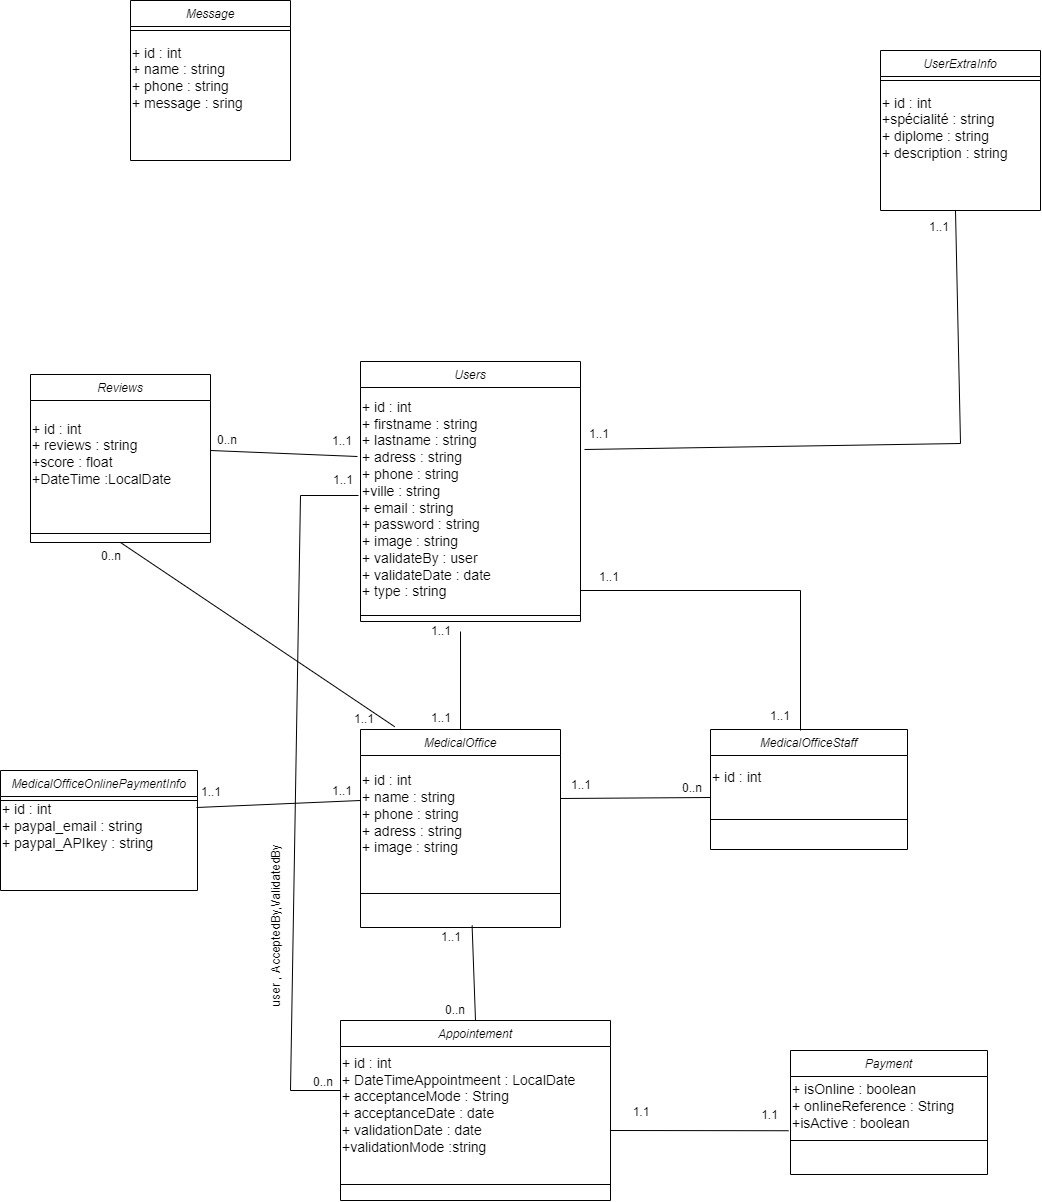 Message
+ id : int
+ name : string
+ phone : string
+ message : sring
UserExtraInfo
+ id : int
+spécialité : string
+ diplome : string
+ description : string
1..1
Reviews
+ id : int
+ reviews : string
+score : float
+DateTime :LocalDate
0..n
1..1
1..1
0..n
Users
+ id : int
+ firstname : string
+ lastname : string
+ adress : string
+ phone : string
+ville : string
+ email : string
+ password : string
+ image : string
+ validateBy : user
+ validateDate : date
+ type : string
1..1
1..1
1..1
1..1
1..1
1..1
MedicalOffice
+ id : int
+ name : string
+ phone : string
+ adress : string
+ image : string
MedicalOfficeStaff
+ id : int
1..1
0..n
MedicalOfficeOnlinePaymentInfo
+ id : int
+ paypal_email : string
+ paypal_APIkey : string
1..1
1..1
user , AcceptedBy,ValidatedBy
1..1
0..n
0..n
Appointement
+ id : int
+ DateTimeAppointmeent : LocalDate
+ acceptanceMode : String
+ acceptanceDate : date
+ validationDate : date
+validationMode :string
1.1
1.1
Payment
+ isOnline : boolean
+ onlineReference : String
+isActive : boolean